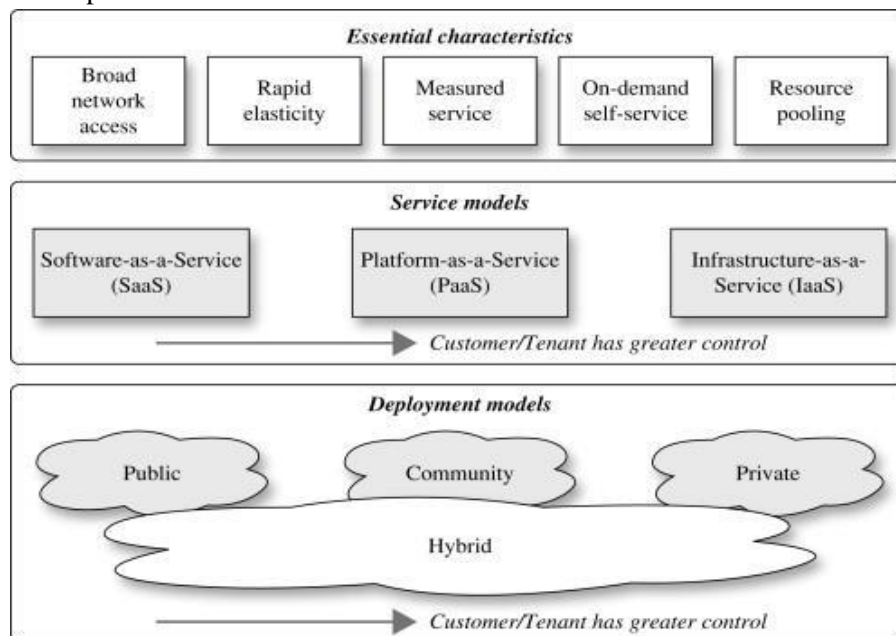 Essential characteristics
Broad
network
access
Rapid
elasticity
Measured
service
On-demand
self-service
Resource
pooling
Service models
Software-as-a-Service
(SaaS)
Platform-as-a-Service
(PaaS)
Infrastructure-as-a-
Service (IaaS)
Customer/Tenant has greater control
Deployment models
Public
Community
Private
Hybrid
Customer/Tenant has greater control